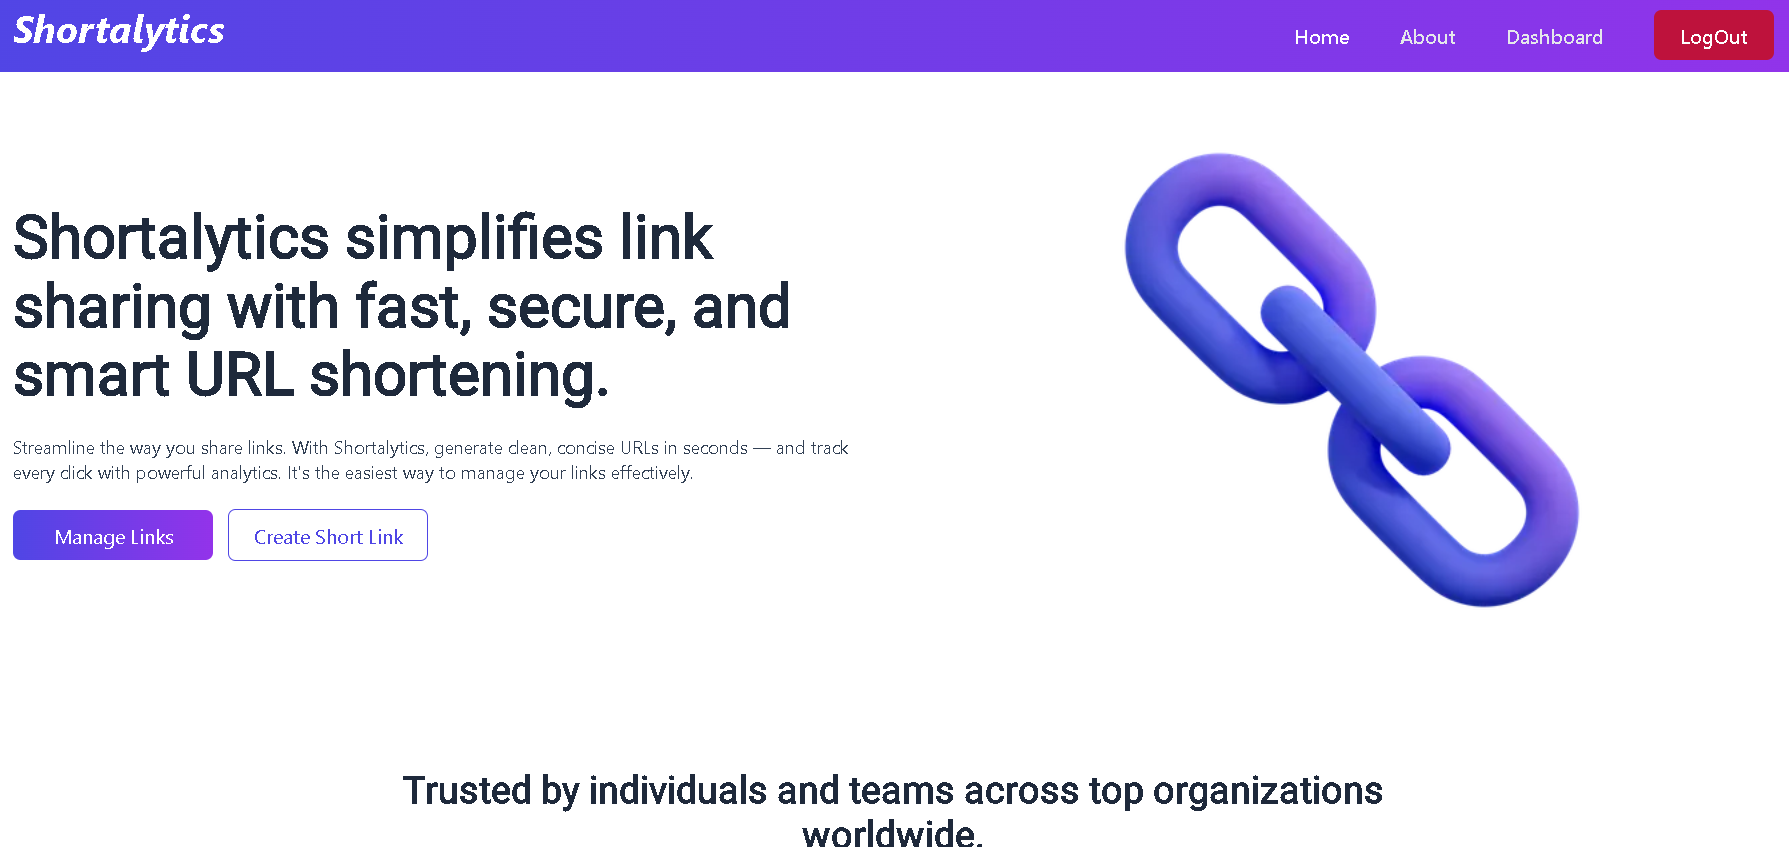 Shortalytics
Home
About
Dashboard
LogOut
Shortalytics simplifies link
sharing with fast, secure, and
smart URL shortening.
Streamline the way you share links. With Shortalytics, generate clean, concise URLs in seconds — and track
every click with powerful analytics. It's the easiest way to manage your links effectively.
Manage Links
Create Short Link
Trusted by individuals and teams across top organizations
worldwide.